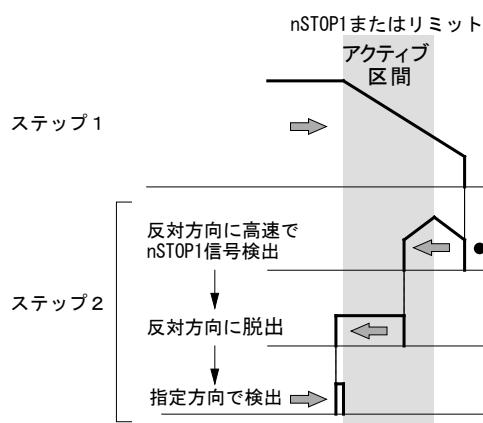 nSTOP1またはリミット
アクティブ
区間
ステップ1
反対方向に高速で
nSTOP1信号検出
ステップ2
反対方向に脱出
指定方向で検出